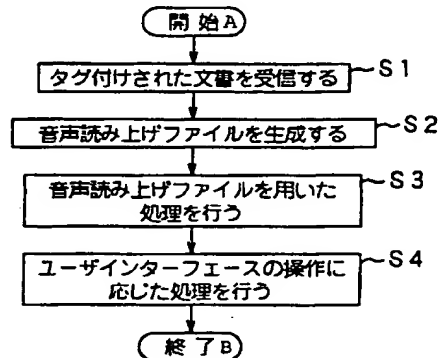 開始A
タグ付けされた文書を受信する
S1
音声読み上げファイルを生成する
S2
音声読み上げファイルを用いた
処理を行う
S3
ユーザインターフェースの操作に
応じた処理を行う
S4
終了B